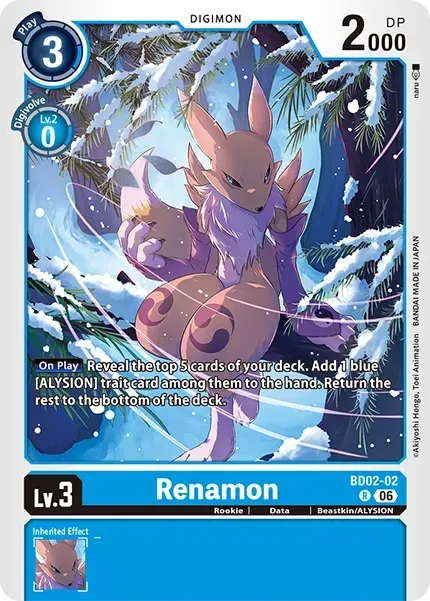 Play
3
DIGIMON
2000
DP
Digivolve
Lv.2
0
naru
On Play Reveal the top 5 cards of your deck. Add 1 blue
[ALYSION] trait card among them to the hand. Return the
rest to the bottom of the deck.
©Akiyoshi Hongo, Toei Animation BANDAI MADE IN JAPAN
Lv.3
Renamon
BD02-02
R 06
Rookie | Data | Beastkin/ALYSION
Inherited Effect
–